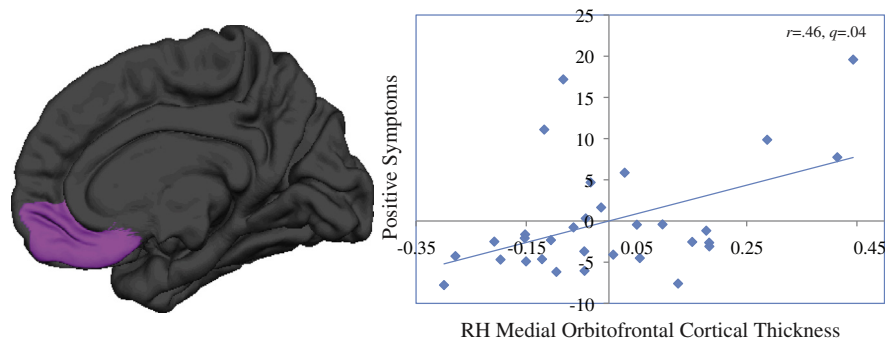 r=.46, q=.04
25
20
15
10
5
0
-5
-10
-0.35 -0.15 0.05 0.25 0.45
Positive Symptoms
RH Medial Orbitofrontal Cortical Thickness